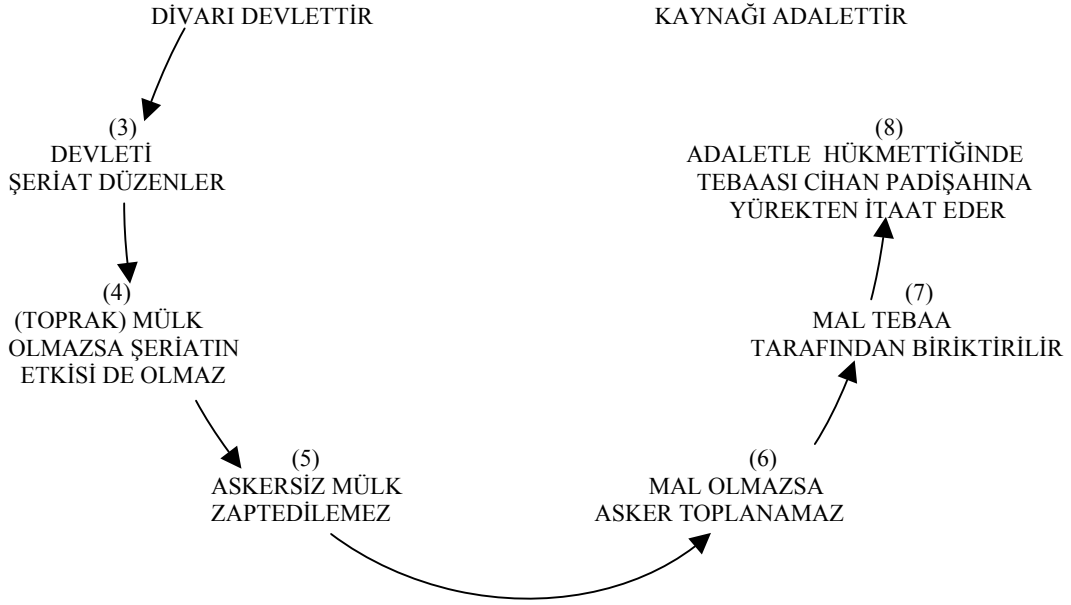 DİVARI DEVLETTİR
KAYNAĞI ADALETTİR
(3)
DEVLETİ
ŞERİAT DÜZENLER
(4)
(TOPRAK) MÜLK
OLMAZSA ŞERİATIN
ETKİSİ DE OLMAZ
(5)
ASKERSİZ MÜLK
ZAPTEDİLEMEZ
(6)
MAL OLMAZSA
ASKER TOPLANAMAZ
(7)
MAL TEBAA
TARAFINDAN BİRİKTİRİLİR
(8)
ADALETLE HÜKMETTİĞİNDE
TEBAASI CİHAN PADİŞAHINA
YÜREKTEN İTAAT EDER